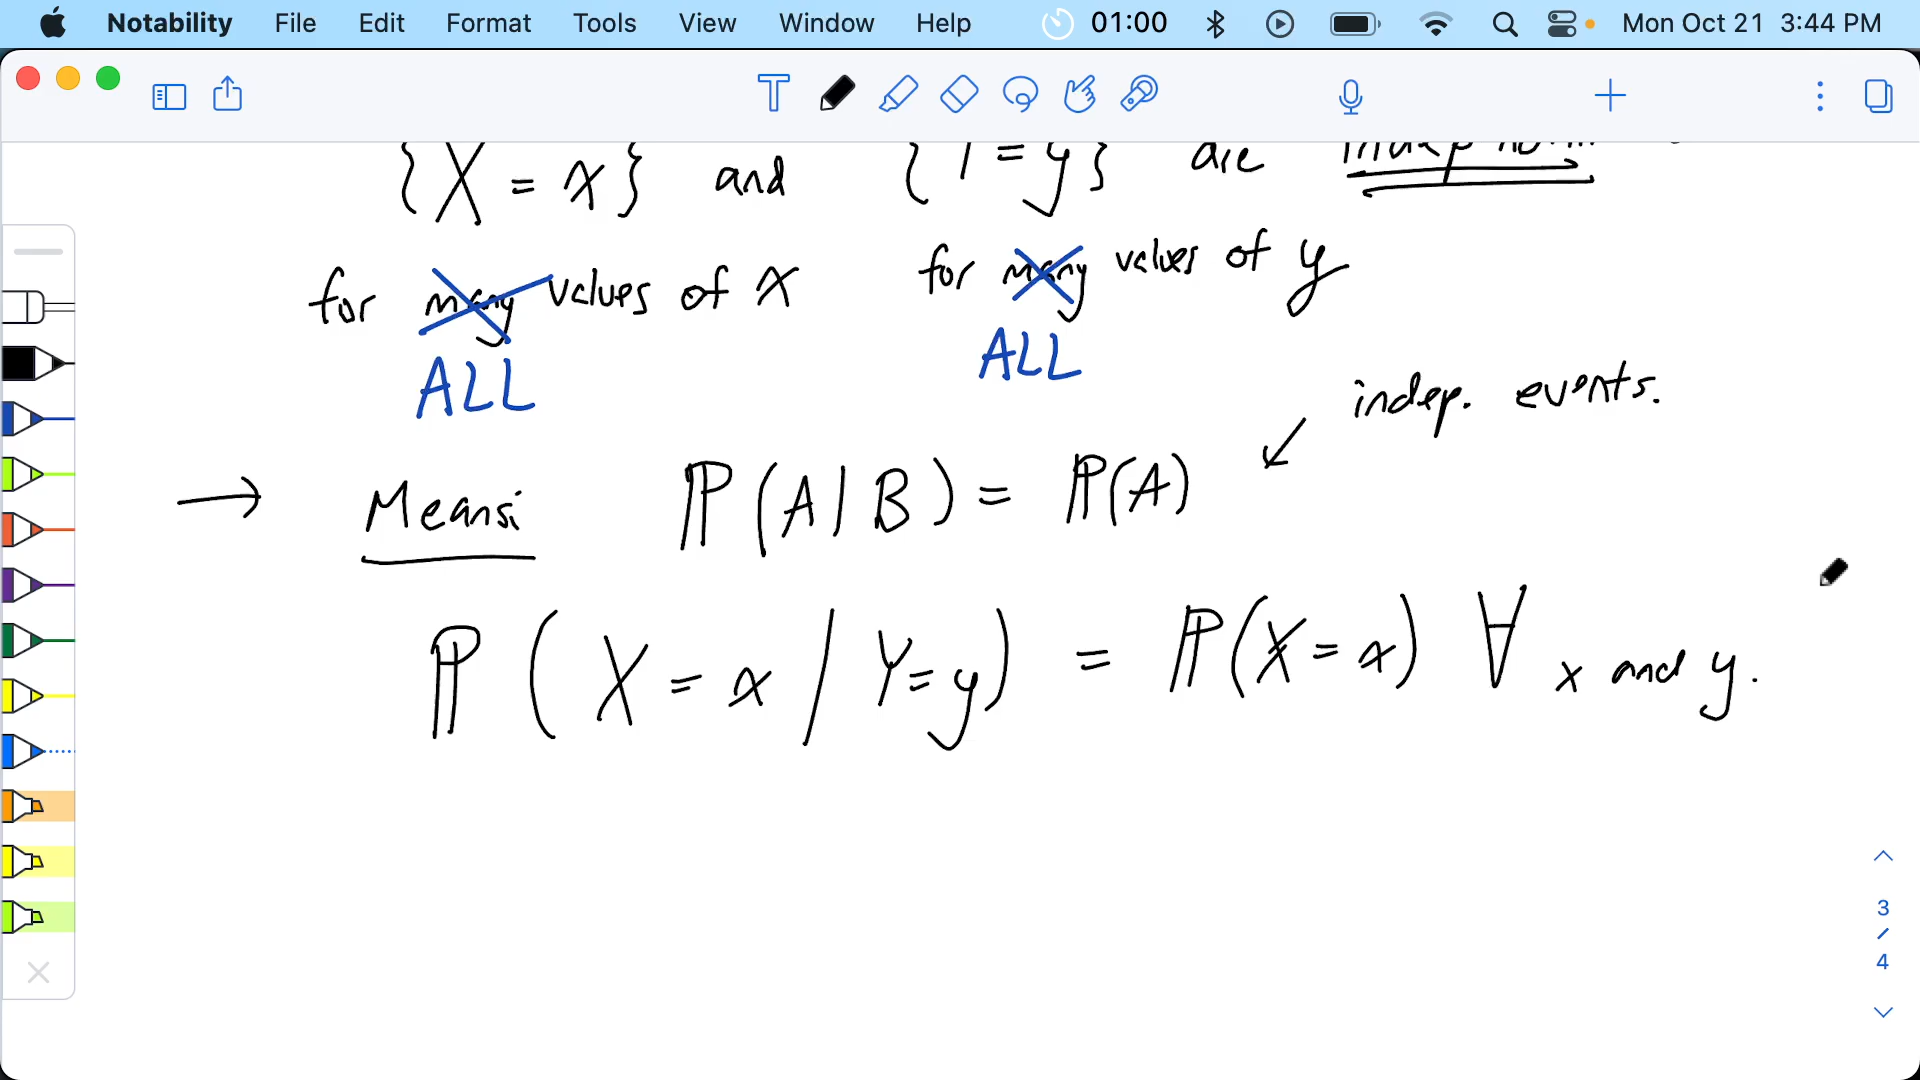 Notability File Edit Format Tools View Window Help 01:00 Mon Oct 21 3:44 PM
{X = x} and {Y = y} are
for many values of x for many values of y
ALL ALL
indep. events.
→ Means: ℙ(A|B) = ℙ(A)
ℙ(X = x / Y = y) = ℙ(X = x) ∀ x and y.
3
/
4